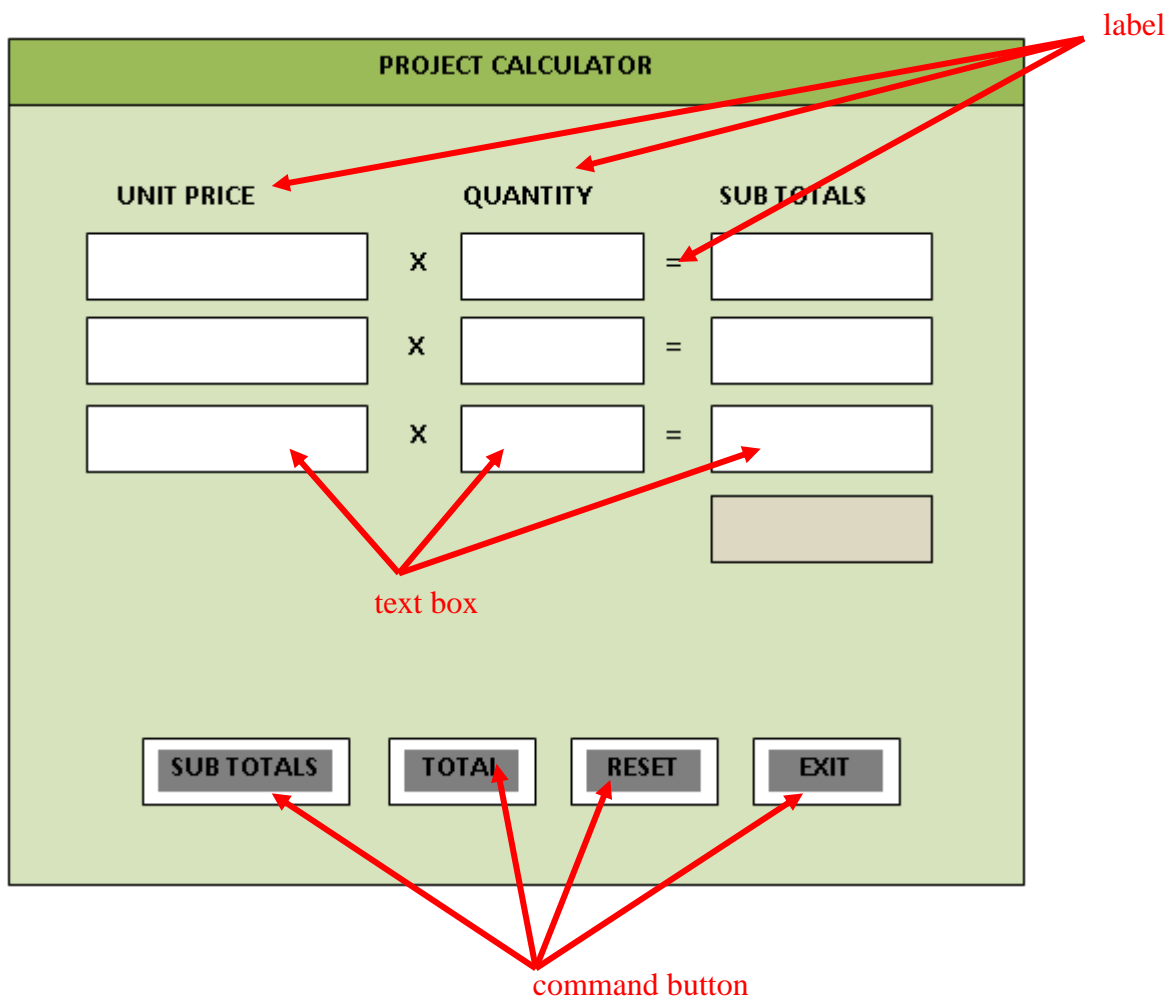 label
PROJECT CALCULATOR
UNIT PRICE QUANTITY SUB TOTALS
X =
X =
X =
text box
SUB TOTALS TOTAL RESET EXIT
command button